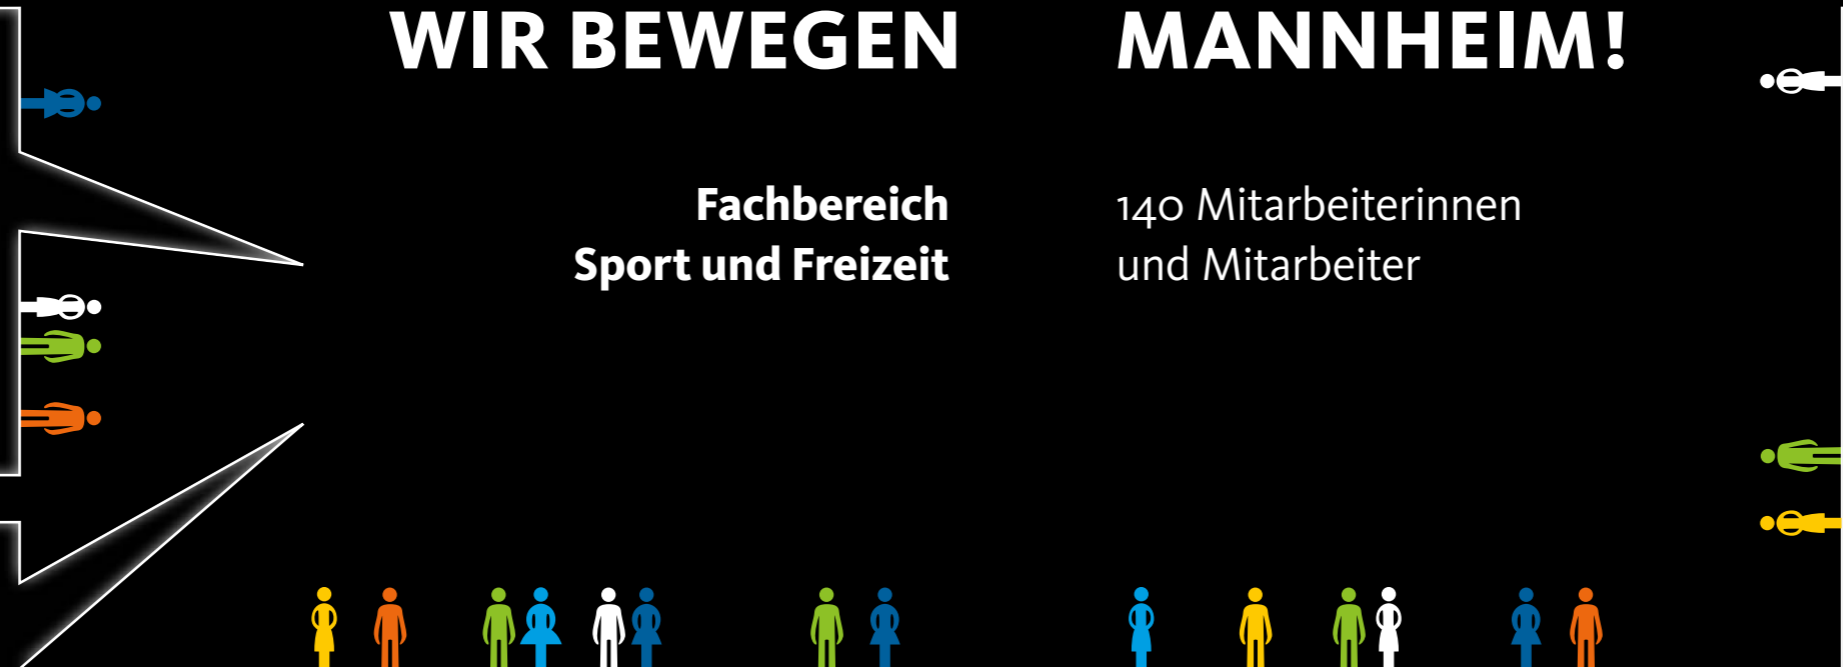 WIR BEWEGEN MANNHEIM!
Fachbereich
Sport und Freizeit
140 Mitarbeiterinnen
und Mitarbeiter